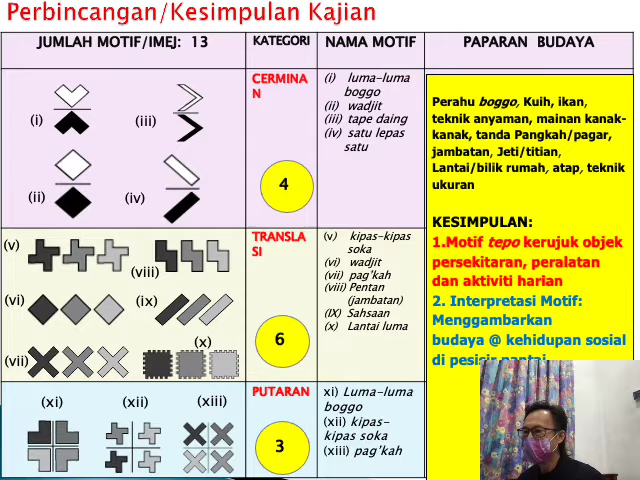 Perbincangan/Kesimpulan Kajian
JUMLAH MOTIF/IMEJ: 13
KATEGORI
NAMA MOTIF
PAPARAN BUDAYA
(i)
(iii)
(ii)
(iv)
CERMINA
N
4
(i) luma-luma
boggo
(ii) wadjit
(iii) tape daing
(iv) satu lepas
satu
Perahu boggo, Kuih, ikan,
teknik anyaman, mainan kanak-
kanak, tanda Pangkah/pagar,
jambatan, Jeti/titian,
Lantai/bilik rumah, atap, teknik
ukuran
KESIMPULAN:
1.Motif tepo kerujuk objek
persekitaran, peralatan
dan aktiviti harian
2. Interpretasi Motif:
Menggambarkan
budaya @ kehidupan sosial
di pesisir pantai
(v)
(viii)
(vi)
(ix)
(vii)
(x)
TRANSLA
SI
6
(v) kipas-kipas
soka
(vi) wadjit
(vii) pag'kah
(viii) Pentan
(jambatan)
(IX) Sahsaan
(x) Lantai luma
(xi)
(xii)
(xiii)
PUTARAN
3
xi) Luma-luma
boggo
(xii) kipas-
kipas soka
(xiii) pag'kah